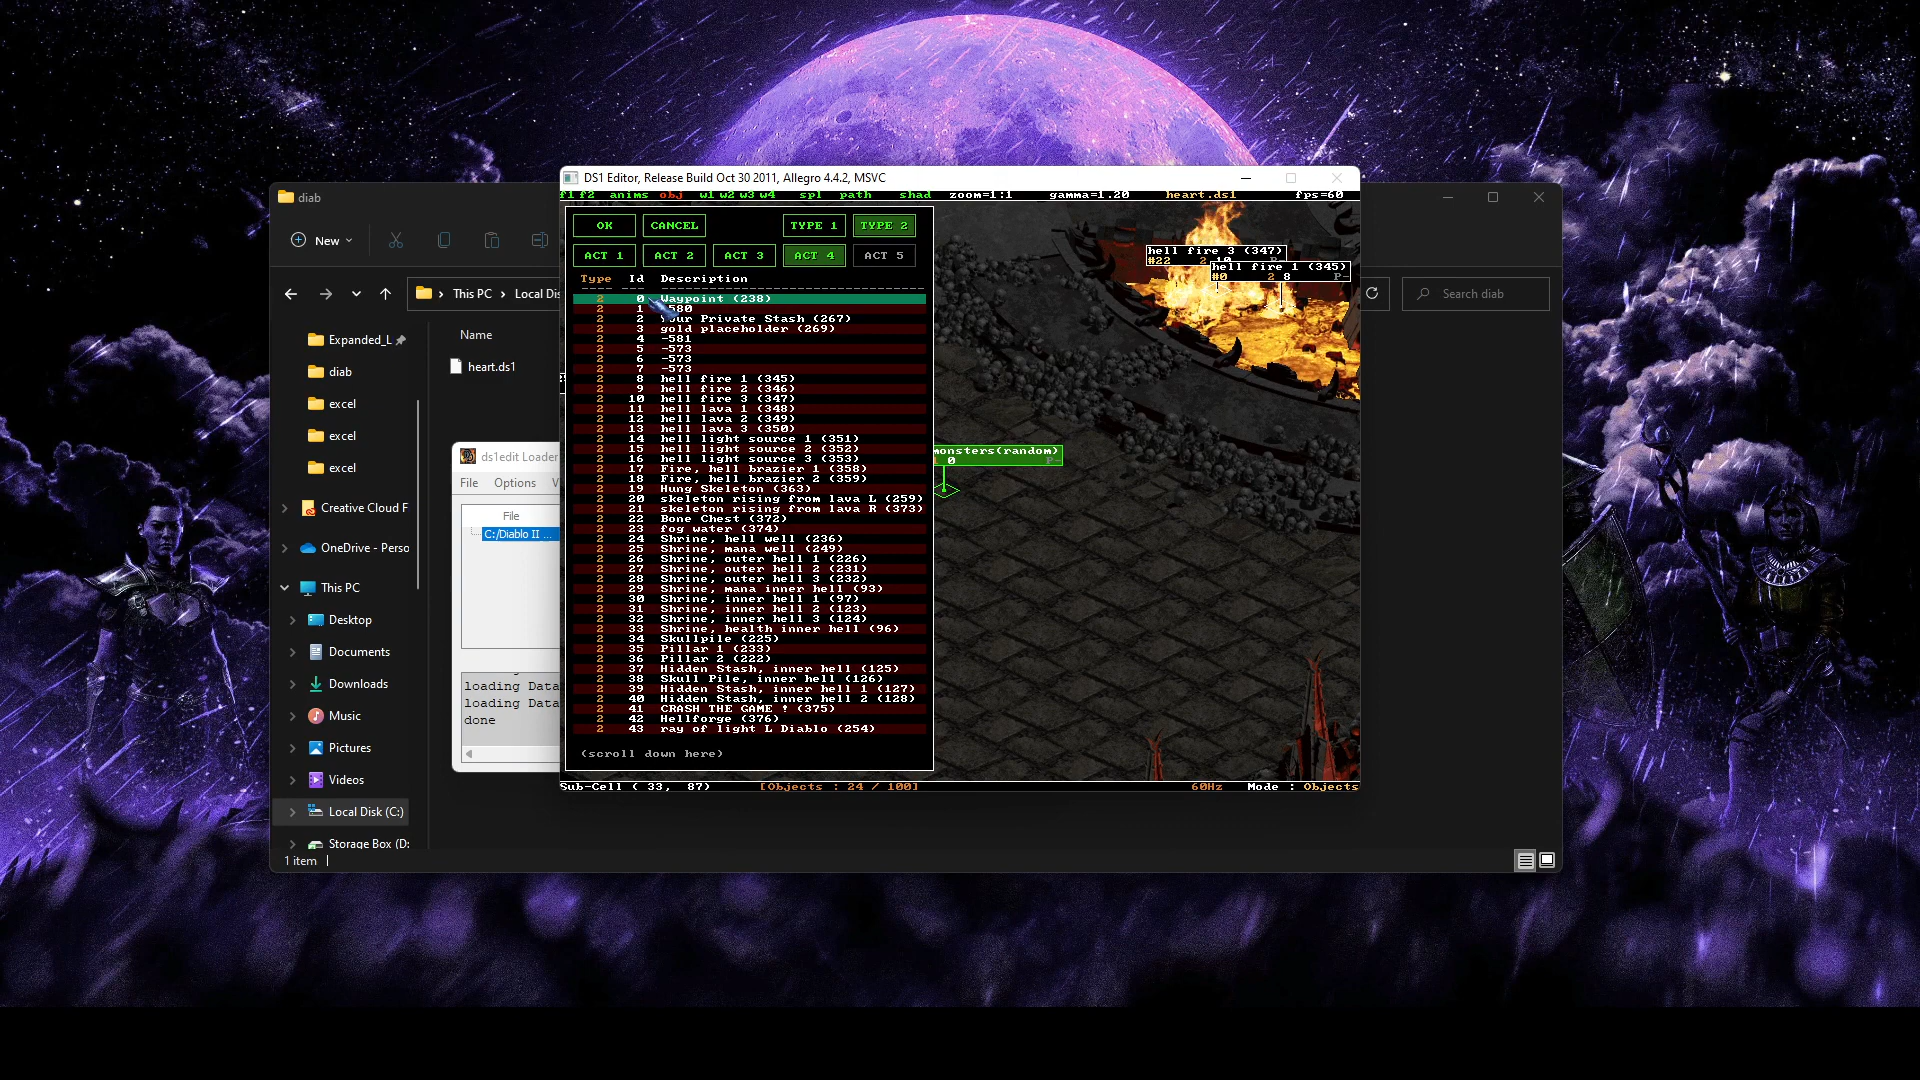 DS1 Editor, Release Build Oct 30 2011, Allegro 4.4.2, MSVC
f1 f2 anims obj w1 w2 w3 w4 spl path shad zoom=1:1 gamma=1.20 heart.ds1 fps=60
OK CANCEL TYPE 1 TYPE 2
ACT 1 ACT 2 ACT 3 ACT 4 ACT 5
Type Id Description
2 0 Waypoint (238)
2 1 -580
2 2 Your Private Stash (267)
2 3 gold placeholder (269)
2 4 -581
2 5 -573
2 6 -573
2 7 -573
2 8 hell fire 1 (345)
2 9 hell fire 2 (346)
2 10 hell fire 3 (347)
2 11 hell lava 1 (348)
2 12 hell lava 2 (349)
2 13 hell lava 3 (350)
2 14 hell light source 1 (351)
2 15 hell light source 2 (352)
2 16 hell light source 3 (353)
2 17 Fire, hell brazier 1 (358)
2 18 Fire, hell brazier 2 (359)
2 19 Hung Skeleton (363)
2 20 skeleton rising from lava L (259)
2 21 skeleton rising from lava R (373)
2 22 Bone Chest (372)
2 23 fog water (374)
2 24 Shrine, hell well (236)
2 25 Shrine, mana well (249)
2 26 Shrine, outer hell 1 (226)
2 27 Shrine, outer hell 2 (231)
2 28 Shrine, outer hell 3 (232)
2 29 Shrine, mana inner hell (93)
2 30 Shrine, inner hell 1 (97)
2 31 Shrine, inner hell 2 (123)
2 32 Shrine, inner hell 3 (124)
2 33 Shrine, health inner hell (96)
2 34 Skullpile (225)
2 35 Pillar 1 (233)
2 36 Pillar 2 (222)
2 37 Hidden Stash, inner hell (125)
2 38 Skull Pile, inner hell (126)
2 39 Hidden Stash, inner hell 1 (127)
2 40 Hidden Stash, inner hell 2 (128)
2 41 CRASH THE GAME ! (375)
2 42 Hellforge (376)
2 43 ray of light L Diablo (254)
(scroll down here)
hell fire 3 (347)
#22 2 10
hell fire 1 (345)
#0 2 8 P-
monsters(random)
0 P-
Sub-Cell ( 33, 87) [Objects : 24 / 100] 60Hz Mode : Objects
diab
New
This PC > Local Dis
Search diab
Expanded_L
diab
excel
excel
excel
Creative Cloud F
OneDrive - Perso
This PC
Desktop
Documents
Downloads
Music
Pictures
Videos
Local Disk (C:)
Storage Box (D:
Name
heart.ds1
1 item
ds1edit Loader
File Options V
File
C:/Diablo II ...
loading Data
loading Data
done